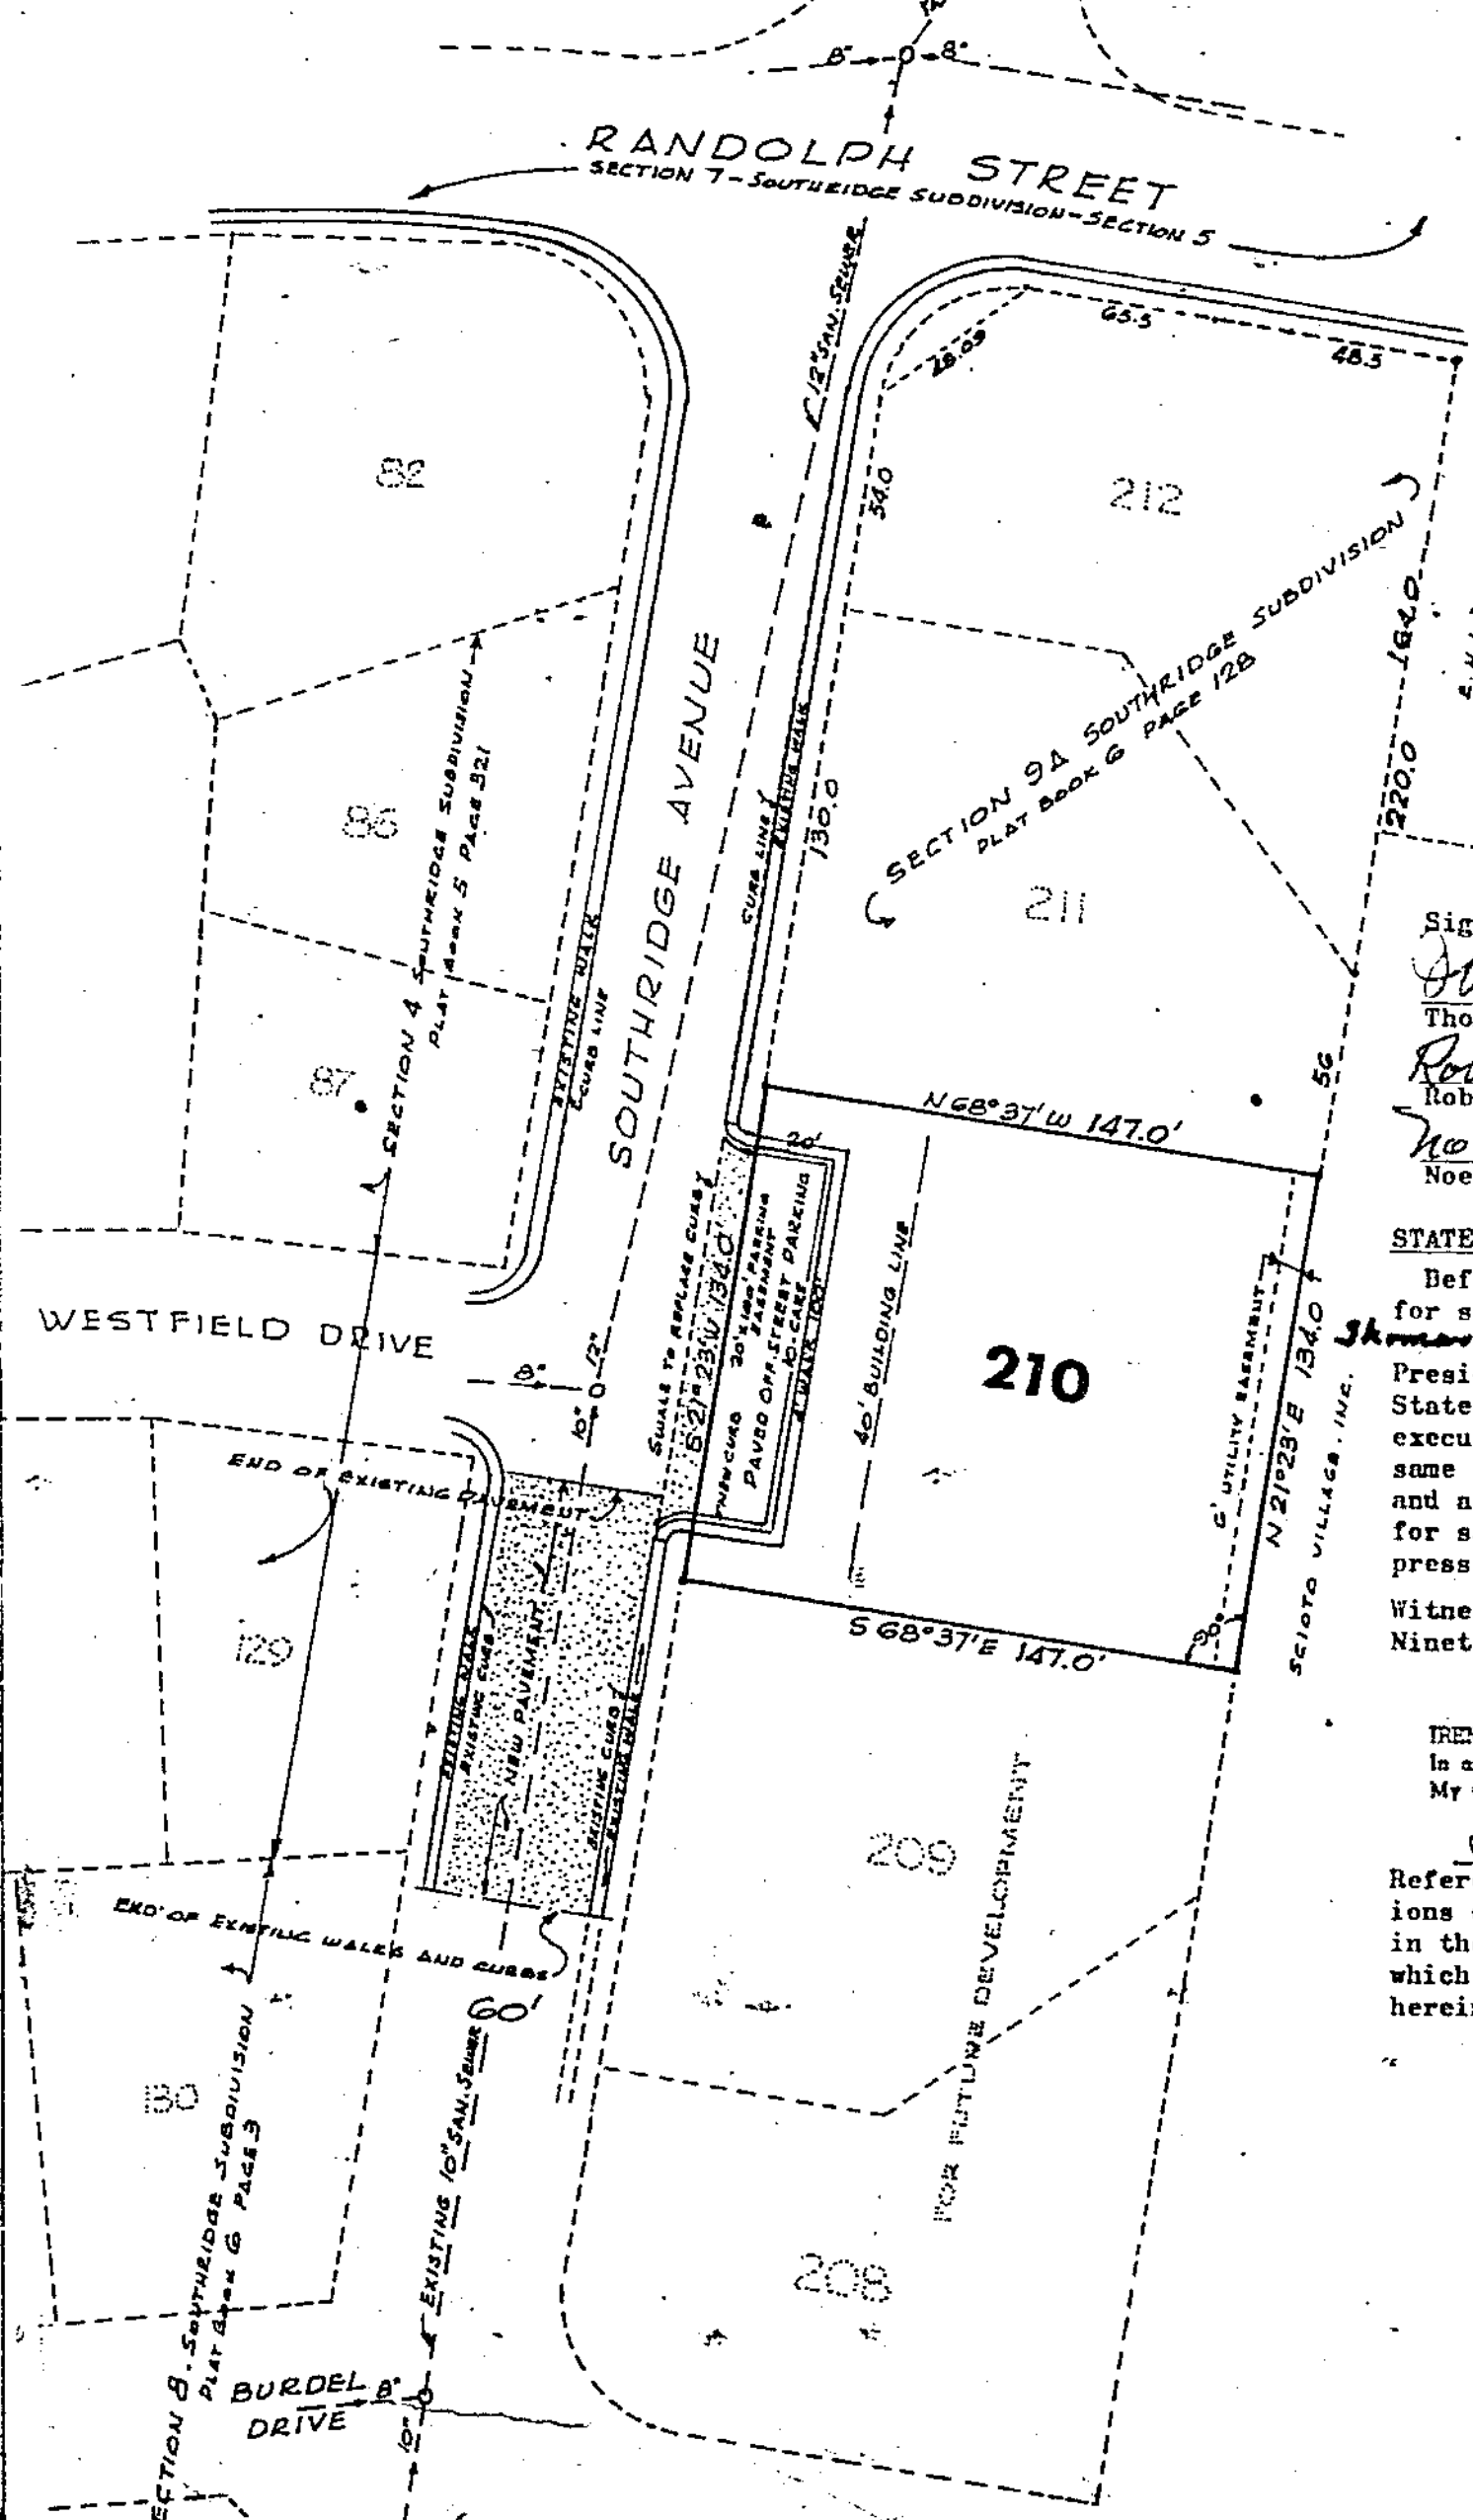 8" 8"
RANDOLPH STREET
SECTION 7 - SOUTHRIDGE SUBDIVISION - SECTION 5
12" SAN. SEWER
65.5
28.09
48.5
82
54.0
212
SECTION 9A SOUTHRIDGE SUBDIVISION
PLAT BOOK 6 PAGE 128
164.0
220.0
SOUTHRIDGE AVENUE
SECTION 4 SOUTHRIDGE SUBDIVISION
PLAT BOOK 5 PAGE 321
86
EXISTING WALK
CURB LINE
130.0
CURB LINE
EXISTING WALK
211
87
56
N 68°37' W 147.0'
20'
SWALE TO REPLACE CURB
S 21°23' W 134.0'
NEW CURB
PARKING
EASEMENT
PAVED OFF-STREET PARKING
10-CARS
40' BUILDING LINE
210
6' UTILITY EASEMENT
N 21°23' E 134.0
SCIOTO VILLAGE, INC.
WESTFIELD DRIVE
8"
12"
10"
END OF EXISTING PAVEMENT
S 68°37' E 147.0'
90°
129
EXISTING WALK
EXISTING CURB
NEW PAVEMENT
EXISTING CURB
EXISTING WALK
209
FOR FUTURE DEVELOPMENT
END OF EXISTING WALKS AND CURBS
60'
EXISTING 10" SAN. SEWER
130
208
ECTION 8 - SOUTHRIDGE SUBDIVISION
PLAT BOOK 6 PAGE 3
BURDEL
DRIVE
8"
10"
Sig
Tho
Rob
Rob
No
Noe
STATE
Bef
for s
Presi
State
execu
same
and a
for s
press
Witne
Ninet
IREN
In a
My
Refer
ions
in th
which
herei